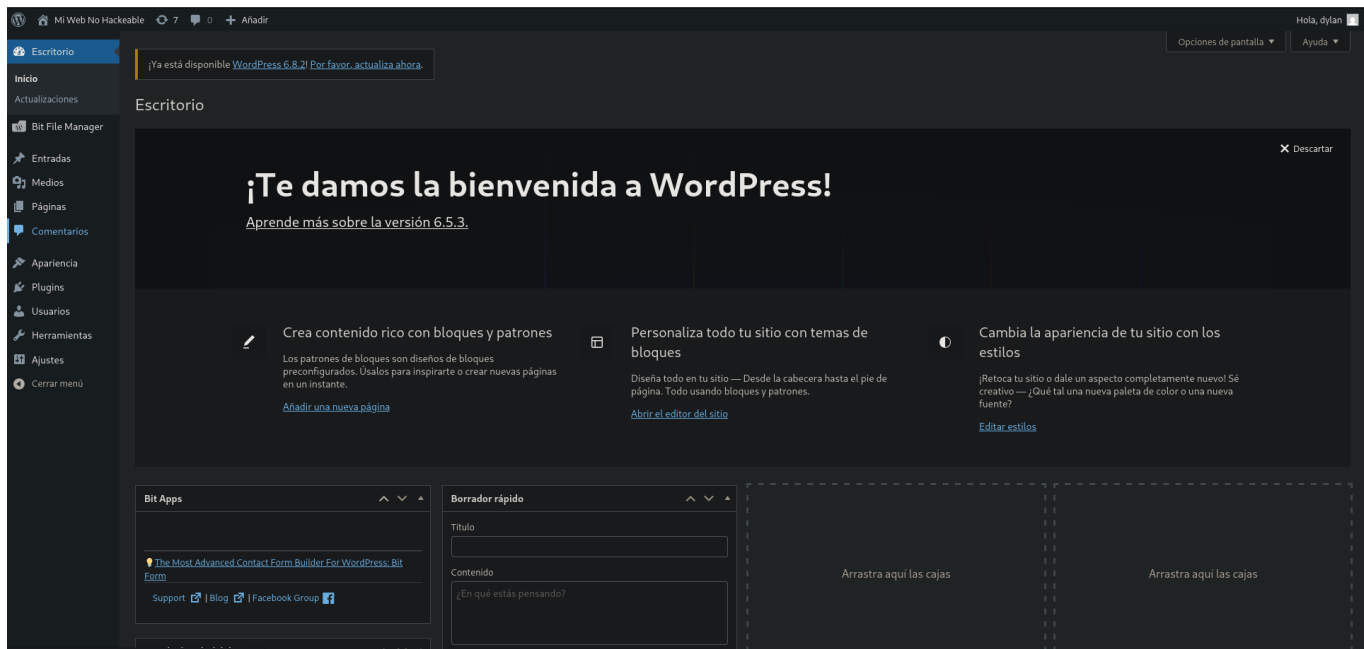 Mi Web No Hackeable 7 0 Añadir
Hola, dylan
Escritorio
Inicio
Actualizaciones
Bit File Manager
Entradas
Medios
Páginas
Comentarios
Apariencia
Plugins
Usuarios
Herramientas
Ajustes
Cerrar menú
Opciones de pantalla ▼
Ayuda ▼
¡Ya está disponible WordPress 6.8.2! Por favor, actualiza ahora.
Escritorio
Descartar
¡Te damos la bienvenida a WordPress!
Aprende más sobre la versión 6.5.3.
Crea contenido rico con bloques y patrones
Los patrones de bloques son diseños de bloques
preconfigurados. Úsalos para inspirarte o crear nuevas páginas
en un instante.
Añadir una nueva página
Personaliza todo tu sitio con temas de
bloques
Diseña todo en tu sitio — Desde la cabecera hasta el pie de
página. Todo usando bloques y patrones.
Abrir el editor del sitio
Cambia la apariencia de tu sitio con los
estilos
¡Retoca tu sitio o dale un aspecto completamente nuevo! Sé
creativo — ¿Qué tal una nueva paleta de color o una nueva
fuente?
Editar estilos
Bit Apps
The Most Advanced Contact Form Builder For WordPress: Bit
Form
Support | Blog | Facebook Group
Borrador rápido
Título
Contenido
¿En qué estás pensando?
Arrastra aquí las cajas
Arrastra aquí las cajas